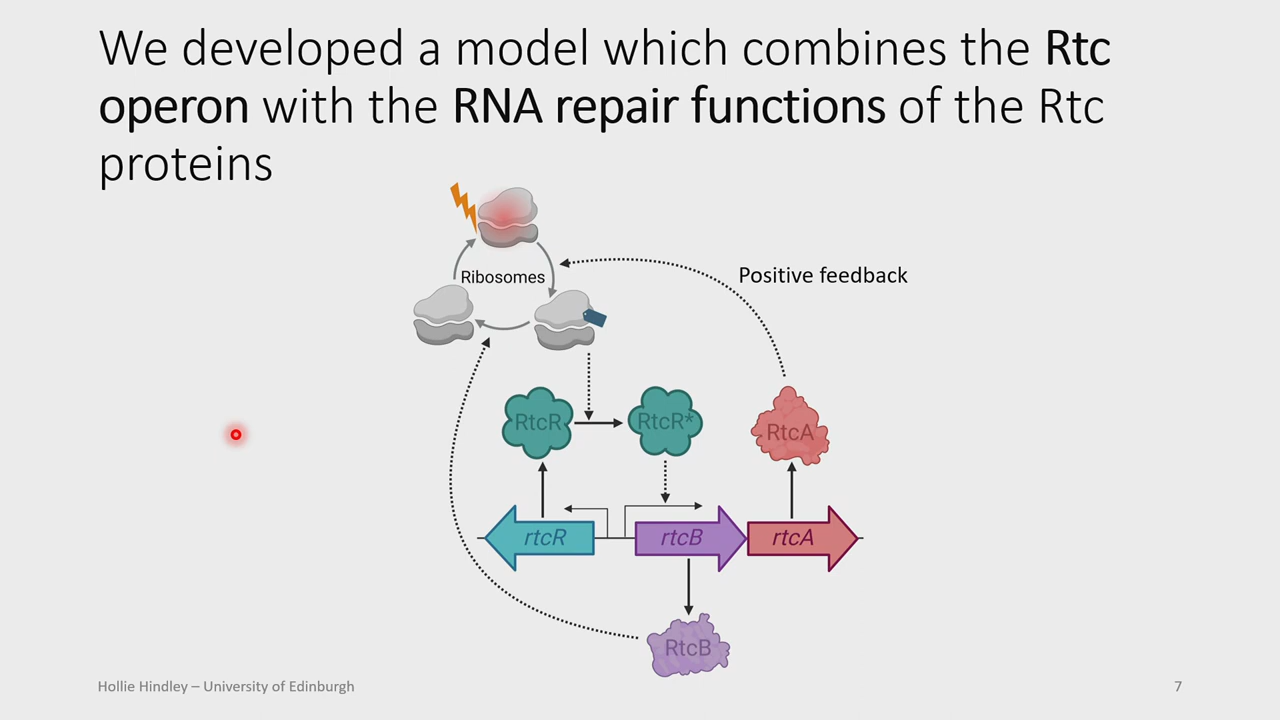 We developed a model which combines the Rtc
operon with the RNA repair functions of the Rtc
proteins
Ribosomes
Positive feedback
RtcR
RtcR*
RtcA
rtcR
rtcB
rtcA
RtcB
Hollie Hindley – University of Edinburgh
7